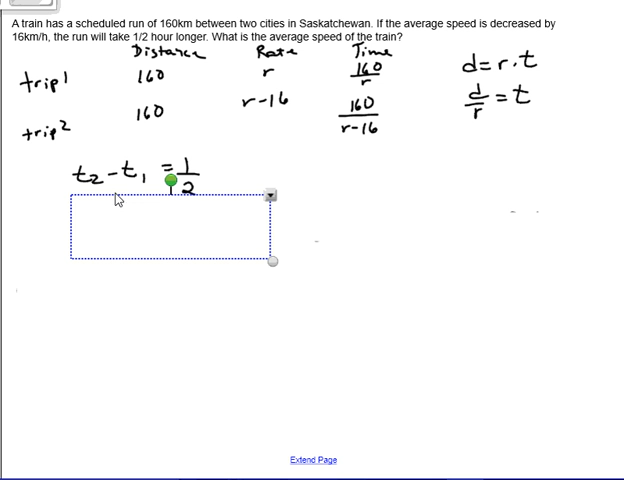 A train has a scheduled run of 160km between two cities in Saskatchewan. If the average speed is decreased by
16km/h, the run will take 1/2 hour longer. What is the average speed of the train?
Distance Rate Time
trip 1 160 r 160/r
trip 2 160 r-16 160/r-16
d=r.t
d/r = t
t2 - t1 = 1/2
Extend Page